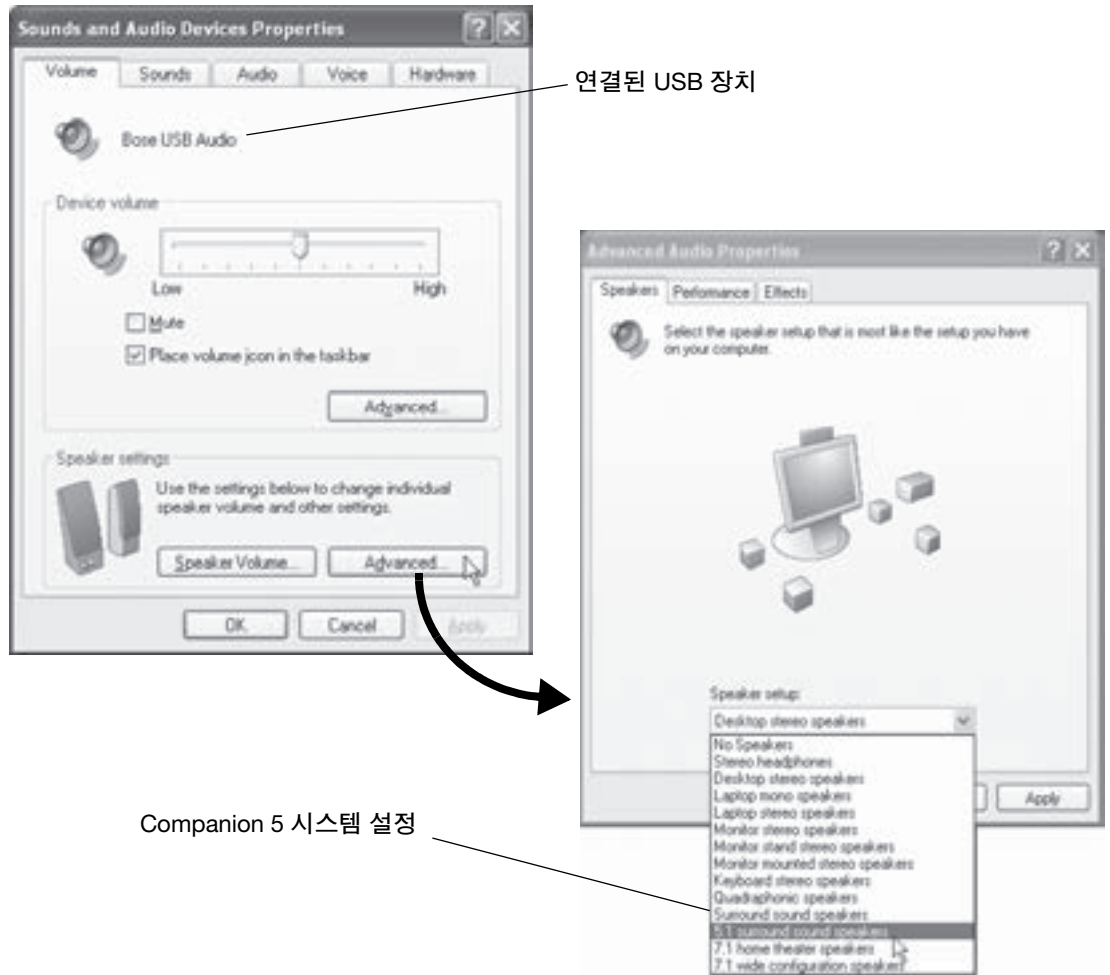 Sounds and Audio Devices Properties
Volume
Sounds
Audio
Voice
Hardware
연결된 USB 장치
Bose USB Audio
Device volume
Low
High
Mute
Place volume icon in the taskbar
Advanced...
Speaker settings
Use the settings below to change individual
speaker volume and other settings.
Speaker Volume...
Advanced...
OK
Cancel
Apply
Advanced Audio Properties
Speakers
Performance
Effects
Select the speaker setup that is most like the setup you have
on your computer.
Speaker setup:
Desktop stereo speakers
No Speakers
Stereo headphones
Desktop stereo speakers
Laptop mono speakers
Laptop stereo speakers
Monitor stereo speakers
Monitor stand stereo speakers
Monitor mounted stereo speakers
Keyboard stereo speakers
Quadraphonic speakers
Surround sound speakers
5.1 surround sound speakers
7.1 home theater speakers
7.1 wide configuration speakers
Apply
Companion 5 시스템 설정